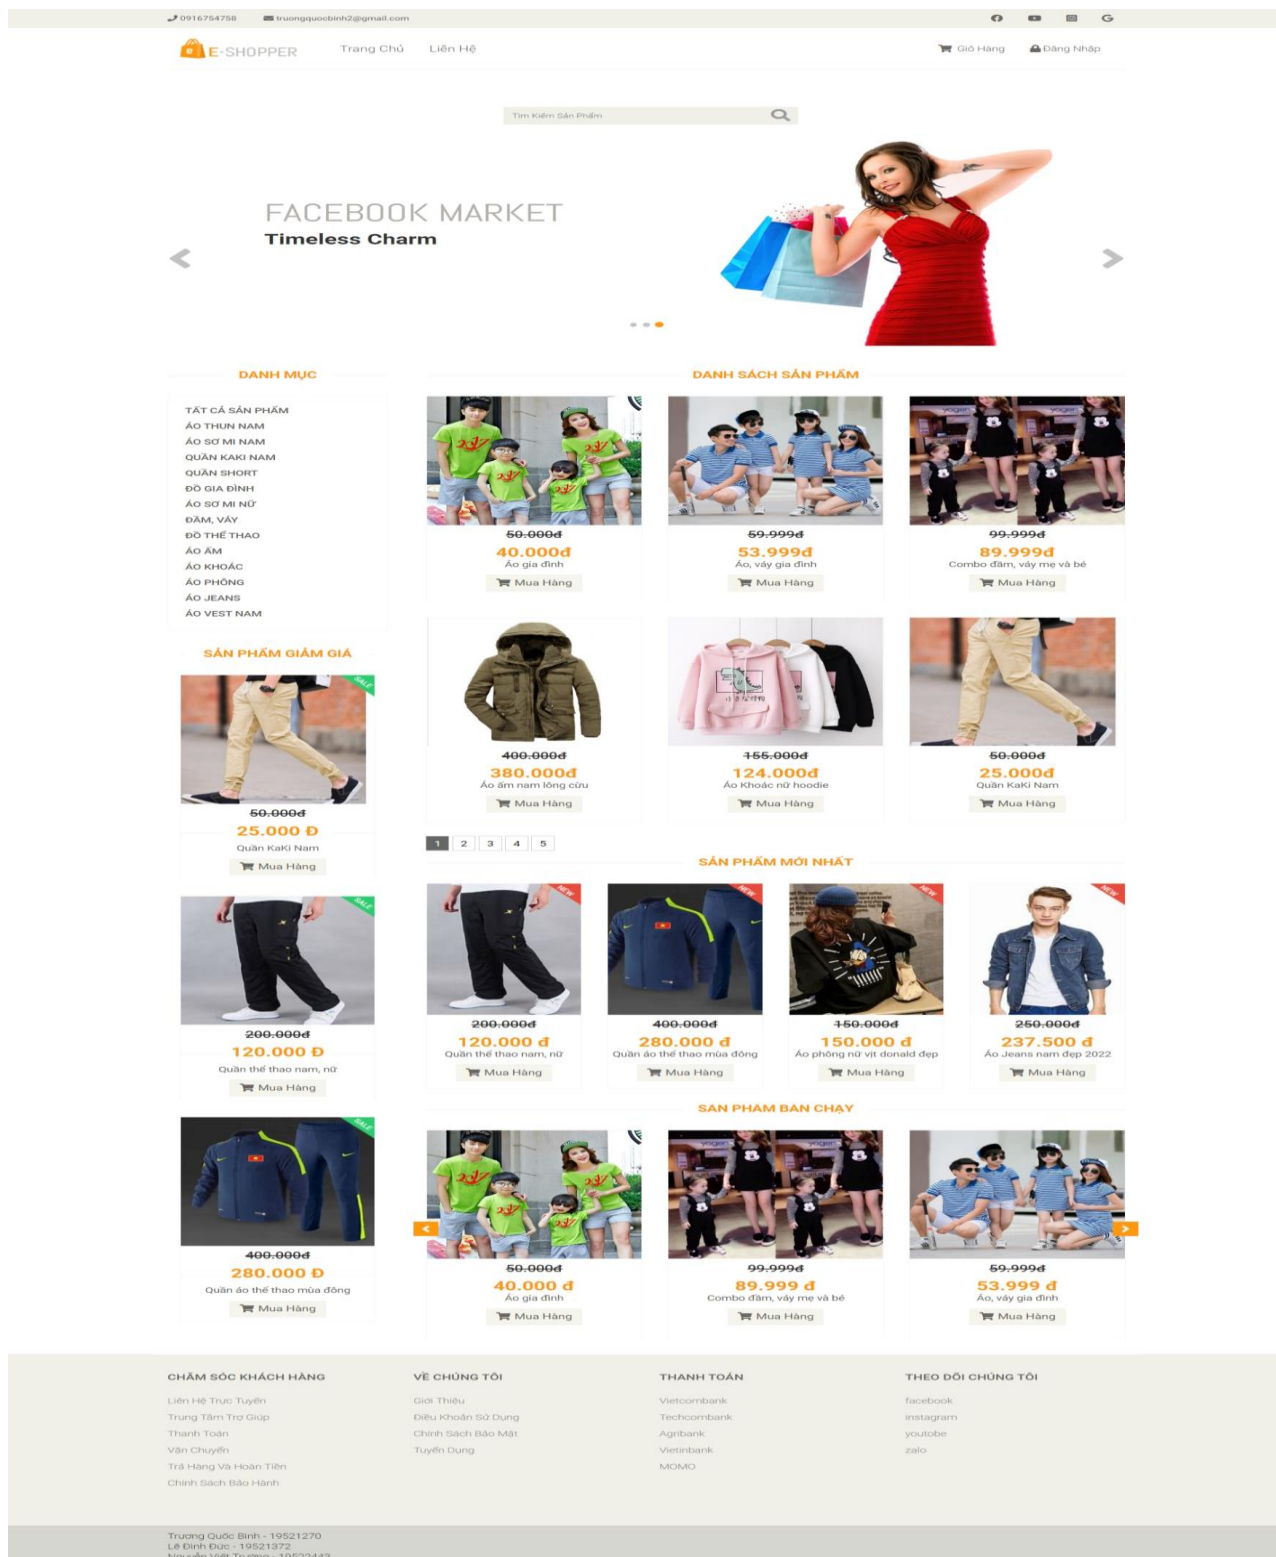 0916754758
truongquocbinh2@gmail.com
E-SHOPPER
Trang Chủ
Liên Hệ
Giỏ Hàng
Đăng Nhập
Tìm Kiếm Sản Phẩm
FACEBOOK MARKET
Timeless Charm
DANH MỤC
TẤT CẢ SẢN PHẨM
ÁO THUN NAM
ÁO SƠ MI NAM
QUẦN KAKI NAM
QUẦN SHORT
ĐỒ GIA ĐÌNH
ÁO SƠ MI NỮ
ĐẦM, VÁY
ĐỒ THỂ THAO
ÁO ẤM
ÁO KHOÁC
ÁO PHÔNG
ÁO JEANS
ÁO VEST NAM
SẢN PHẨM GIẢM GIÁ
SALE
50.000đ
25.000 Đ
Quần KaKi Nam
Mua Hàng
SALE
200.000đ
120.000 Đ
Quần thể thao nam, nữ
Mua Hàng
SALE
400.000đ
280.000 Đ
Quần áo thể thao mùa đông
Mua Hàng
DANH SÁCH SẢN PHẨM
50.000đ
40.000đ
Áo gia đình
Mua Hàng
59.999đ
53.999đ
Áo, váy gia đình
Mua Hàng
99.999đ
89.999đ
Combo đầm, váy mẹ và bé
Mua Hàng
400.000đ
380.000đ
Áo ấm nam lông cừu
Mua Hàng
155.000đ
124.000đ
Áo Khoác nữ hoodie
Mua Hàng
50.000đ
25.000đ
Quần KaKi Nam
Mua Hàng
1 2 3 4 5
SẢN PHẨM MỚI NHẤT
NEW
200.000đ
120.000 đ
Quần thể thao nam, nữ
Mua Hàng
NEW
400.000đ
280.000 đ
Quần áo thể thao mùa đông
Mua Hàng
NEW
150.000đ
150.000 đ
Áo phông nữ vịt donald đẹp
Mua Hàng
NEW
250.000đ
237.500 đ
Áo Jeans nam đẹp 2022
Mua Hàng
SẢN PHẨM BÁN CHẠY
50.000đ
40.000 đ
Áo gia đình
Mua Hàng
99.999đ
89.999 đ
Combo đầm, váy mẹ và bé
Mua Hàng
59.999đ
53.999 đ
Áo, váy gia đình
Mua Hàng
CHĂM SÓC KHÁCH HÀNG
Liên Hệ Trực Tuyến
Trung Tâm Trợ Giúp
Thanh Toán
Vận Chuyển
Trả Hàng Và Hoàn Tiền
Chính Sách Bảo Hành
VỀ CHÚNG TÔI
Giới Thiệu
Điều Khoản Sử Dụng
Chính Sách Bảo Mật
Tuyển Dụng
THANH TOÁN
Vietcombank
Techcombank
Agribank
Vietinbank
MOMO
THEO DÕI CHÚNG TÔI
facebook
instagram
youtobe
zalo
Trương Quốc Bình - 19521270
Lê Đình Đức - 19521372
Nguyễn Viết Trường - 19522443